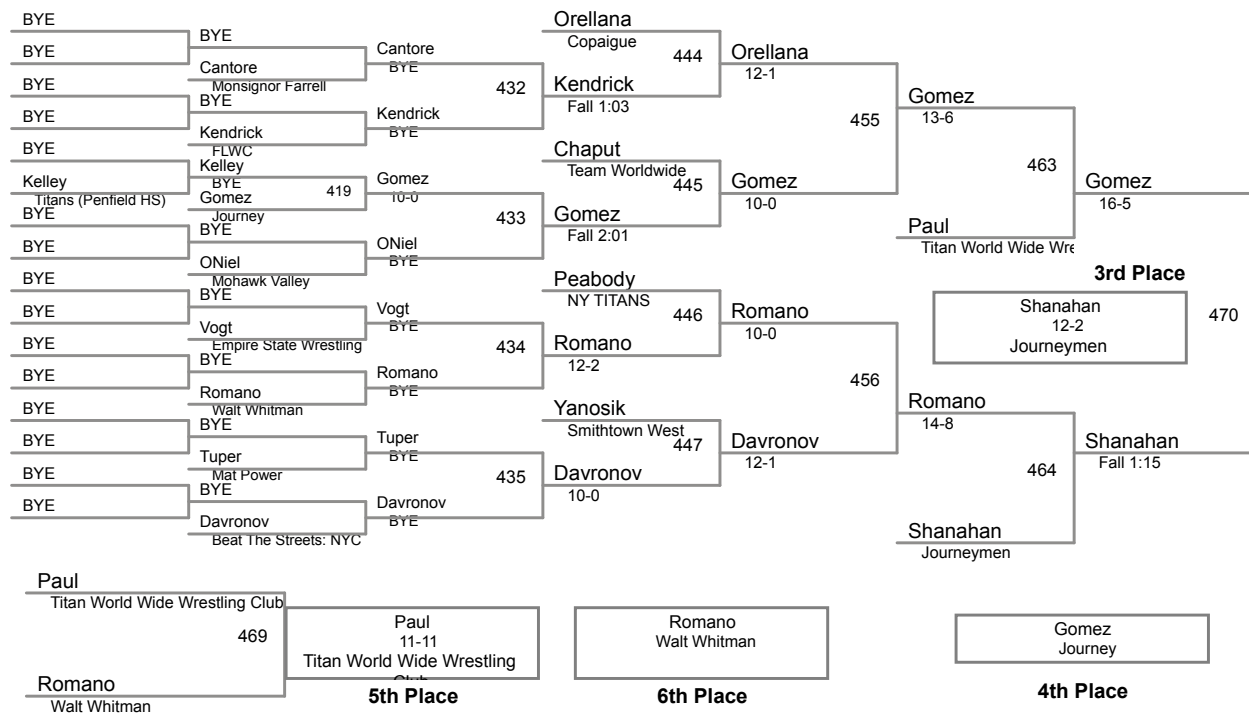 BYE
BYE
BYE
BYE
BYE
Kelley
Titans (Penfield HS)
BYE
BYE
BYE
BYE
BYE
BYE
BYE
BYE
BYE
BYE
BYE
Cantore
Monsignor Farrell
BYE
Kendrick
FLWC
Kelley
BYE
419
Gomez
Journey
BYE
ONiel
Mohawk Valley
BYE
Vogt
Empire State Wrestling
BYE
Romano
Walt Whitman
BYE
Tuper
Mat Power
BYE
Davronov
Beat The Streets: NYC
Cantore
BYE
432
Kendrick
BYE
Gomez
10-0
433
ONiel
BYE
Vogt
BYE
434
Romano
BYE
Tuper
BYE
435
Davronov
BYE
Orellana
Copaigue
444
Kendrick
Fall 1:03
Chaput
Team Worldwide
445
Gomez
Fall 2:01
Peabody
NY TITANS
446
Romano
12-2
Yanosik
Smithtown West
447
Davronov
10-0
Orellana
12-1
455
Gomez
10-0
Romano
10-0
456
Davronov
12-1
Gomez
13-6
463
Paul
Titan World Wide Wre
Romano
14-8
464
Shanahan
Journeymen
Gomez
16-5
3rd Place
Shanahan
12-2
Journeymen
470
Shanahan
Fall 1:15
Paul
Titan World Wide Wrestling Club
469
Romano
Walt Whitman
Paul
11-11
Titan World Wide Wrestling
Club
5th Place
Romano
Walt Whitman
6th Place
Gomez
Journey
4th Place